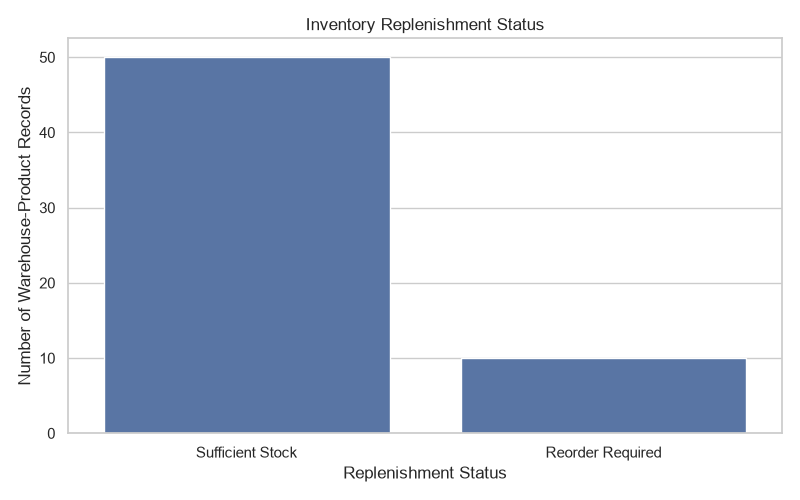 Inventory Replenishment Status
Number of Warehouse-Product Records
50
40
30
20
10
0
Sufficient Stock
Reorder Required
Replenishment Status